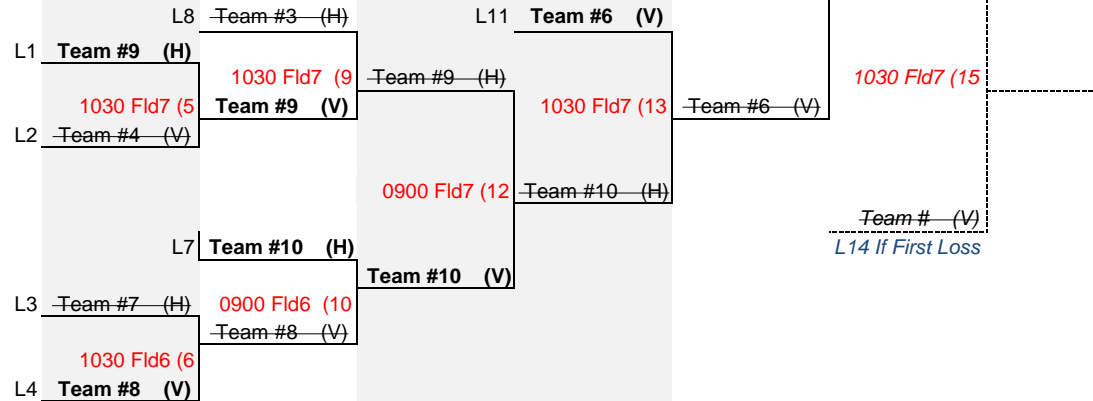 L8 Team #3 (H) L11 Team #6 (V)
L1 Team #9 (H)
1030 Fld7 (9 Team #9 (H) 1030 Fld7 (15
1030 Fld7 (5 Team #9 (V) 1030 Fld7 (13 Team #6 (V)
L2 Team #4 (V)
0900 Fld7 (12 Team #10 (H)
Team # (V)
L7 Team #10 (H) L14 If First Loss
Team #10 (V)
L3 Team #7 (H) 0900 Fld6 (10
Team #8 (V)
1030 Fld6 (6
L4 Team #8 (V)